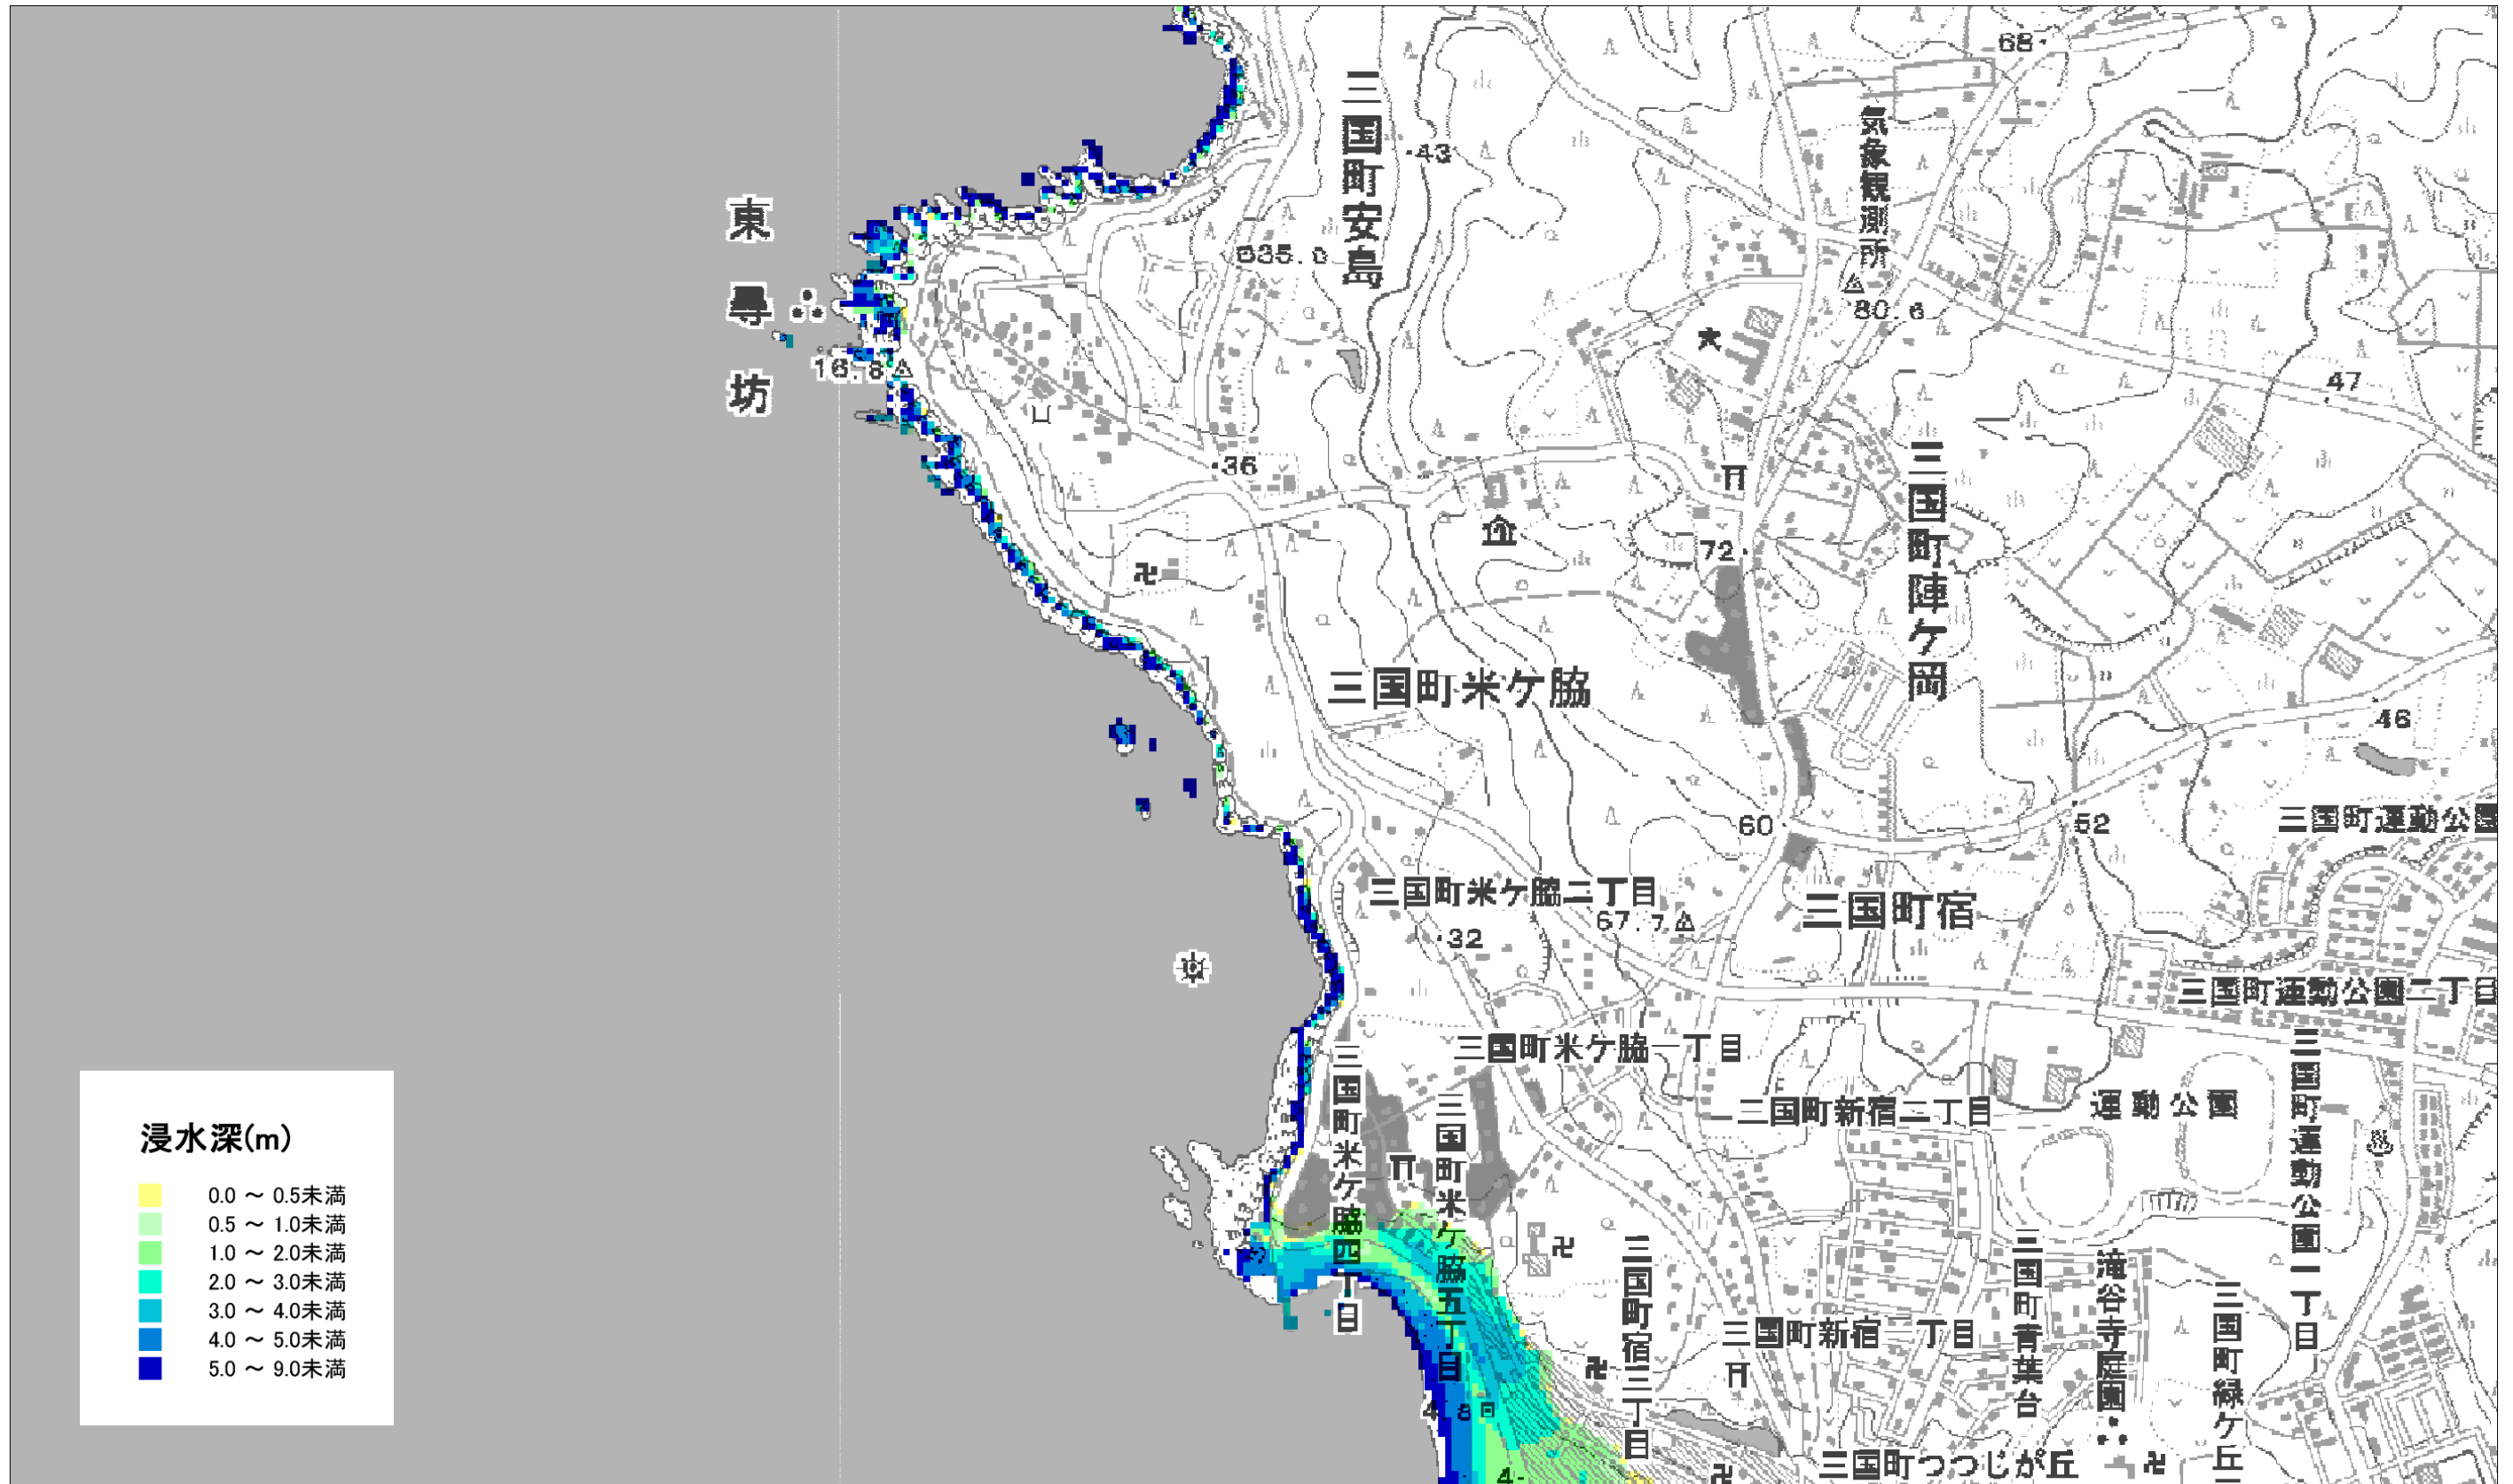 68
三国町安島
43
気象観測所
東尋坊
80.6
16.8
47
36
三国町陣ケ岡
72
三国町米ケ脇
46
60
52
三国町運動公園
三国町米ケ脇二丁目
三国町宿
67.7
32
三国町運動公園二丁目
三国町米ケ脇一丁目
三国町米ケ脇四丁目
三国町運動公園一丁目
三国町米ケ脇五丁目
三国町新宿二丁目
運動公園
浸水深(m)
0.0 ～ 0.5未満
0.5 ～ 1.0未満
1.0 ～ 2.0未満
2.0 ～ 3.0未満
3.0 ～ 4.0未満
4.0 ～ 5.0未満
5.0 ～ 9.0未満
三国町宿三丁目
三国町新宿一丁目
三国町青葉台
滝谷寺庭園
三国町緑ケ丘
4.8
4
三国町つつじが丘